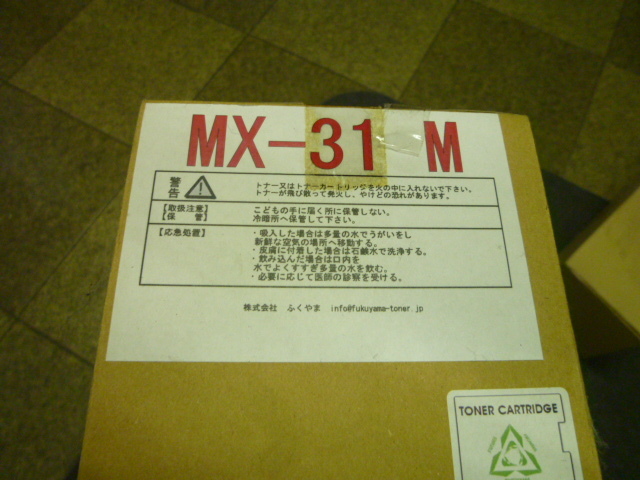 MX-31 M
警告
トナー又はトナーカートリッジを火の中に入れないで下さい。
トナーが飛び散って発火し、やけどの恐れがあります。
【取扱注意】 こどもの手に届く所に保管しない。
【保　管】 冷暗所へ保管して下さい。
【応急処置】 ・吸入した場合は多量の水でうがいをし
新鮮な空気の場所へ移動する。
・皮膚に付着した場合は石鹸水で洗浄する。
・飲み込んだ場合は口内を
水でよくすすぎ多量の水を飲む。
・必要に応じて医師の診察を受ける。
株式会社　ふくやま　info@fukuyama-toner.jp
TONER CARTRIDGE